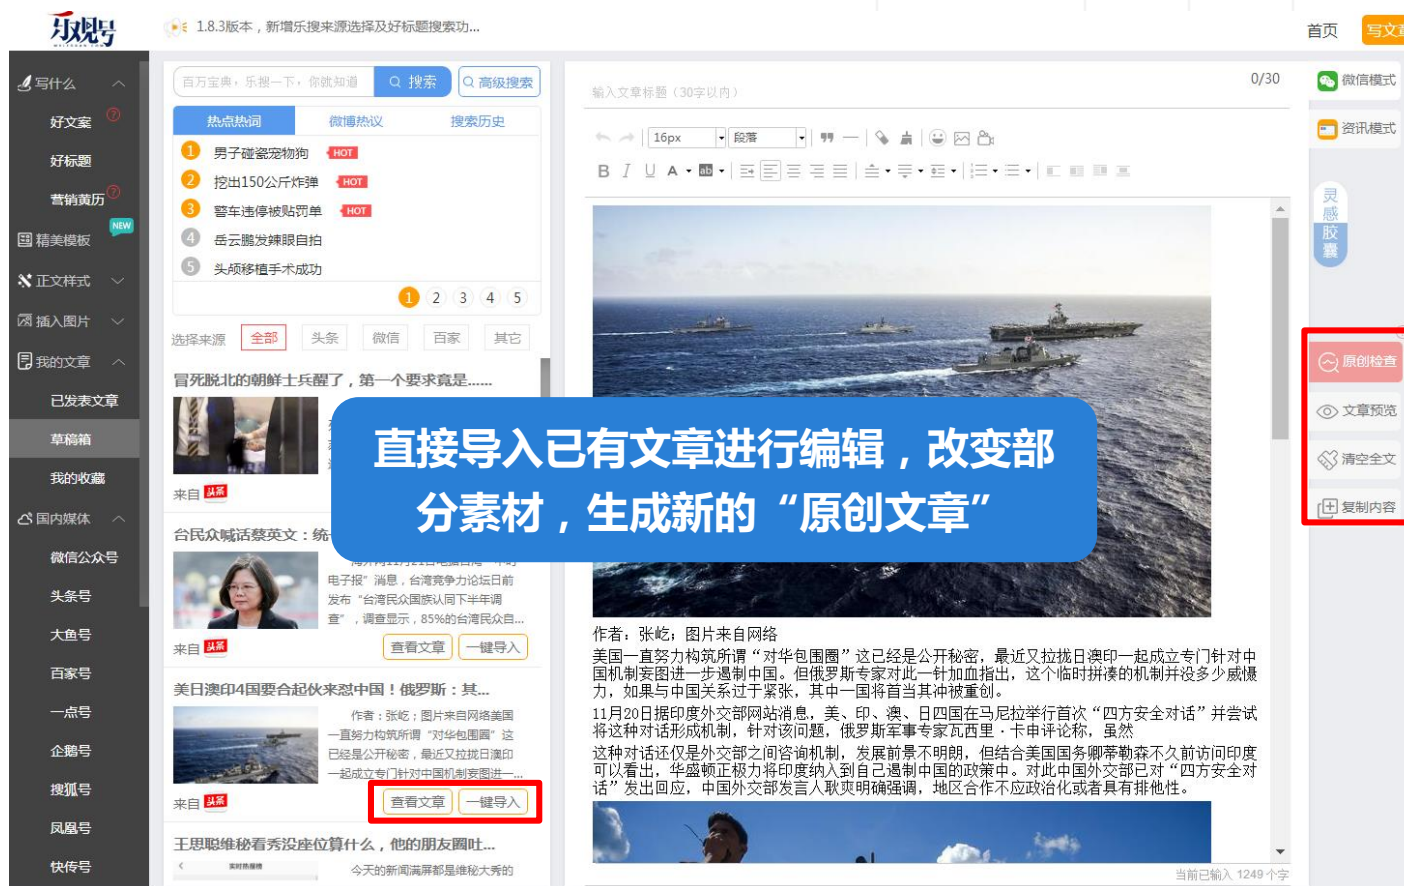 乐观号
1.8.3版本，新增乐搜来源选择及好标题搜索功...
首页
写文章
写什么
好文案
好标题
营销黄历
精美模板
NEW
正文样式
插入图片
我的文章
已发表文章
草稿箱
我的收藏
国内媒体
微信公众号
头条号
大鱼号
百家号
一点号
企鹅号
搜狐号
凤凰号
快传号
百万宝典，乐搜一下，你就知道
搜索
高级搜索
热点热词 微博热议 搜索历史
1 男子碰瓷宠物狗 HOT
2 挖出150公斤炸弹 HOT
3 警车违停被贴罚单 HOT
4 岳云鹏发辣眼自拍
5 头颅移植手术成功
1 2 3 4 5
选择来源 全部 头条 微信 百家 其它
冒死脱北的朝鲜士兵醒了，第一个要求竟是......
来自 头条
台民众喊话蔡英文：统
电子报”消息，台湾竞争力论坛日前
发布“台湾民众国族认同下半年调
查”，调查显示，85%的台湾民众自...
来自 头条 查看文章 一键导入
美日澳印4国要合起伙来怼中国！俄罗斯：其...
作者：张屹；图片来自网络美国
一直努力构筑所谓“对华包围圈”这
已经是公开秘密，最近又拉拢日澳印
一起成立专门针对中国机制妄图进一...
来自 头条 查看文章 一键导入
王思聪维秘看秀没座位算什么，他的朋友圈吐...
实时热搜榜
今天的新闻满屏都是维秘大秀的
输入文章标题（30字以内）
0/30
16px 段落
B I U A ab
直接导入已有文章进行编辑，改变部
分素材，生成新的“原创文章”
作者：张屹；图片来自网络
美国一直努力构筑所谓“对华包围圈”这已经是公开秘密，最近又拉拢日澳印一起成立专门针对中
国机制妄图进一步遏制中国。但俄罗斯专家对此一针加血指出，这个临时拼凑的机制并没多少威慑
力，如果与中国关系过于紧张，其中一国将首当其冲被重创。
11月20日据印度外交部网站消息，美、印、澳、日四国在马尼拉举行首次“四方安全对话”并尝试
将这种对话形成机制，针对该问题，俄罗斯军事专家瓦西里·卡申评论称，虽然
这种对话还仅是外交部之间咨询机制，发展前景不明朗，但结合美国国务卿蒂勒森不久前访问印度
可以看出，华盛顿正极力将印度纳入到自己遏制中国的政策中。对此中国外交部已对“四方安全对
话”发出回应，中国外交部发言人耿爽明确强调，地区合作不应政治化或者具有排他性。
当前已输入 1249 个字
微信模式
资讯模式
灵感胶囊
原创检查
文章预览
清空全文
复制内容